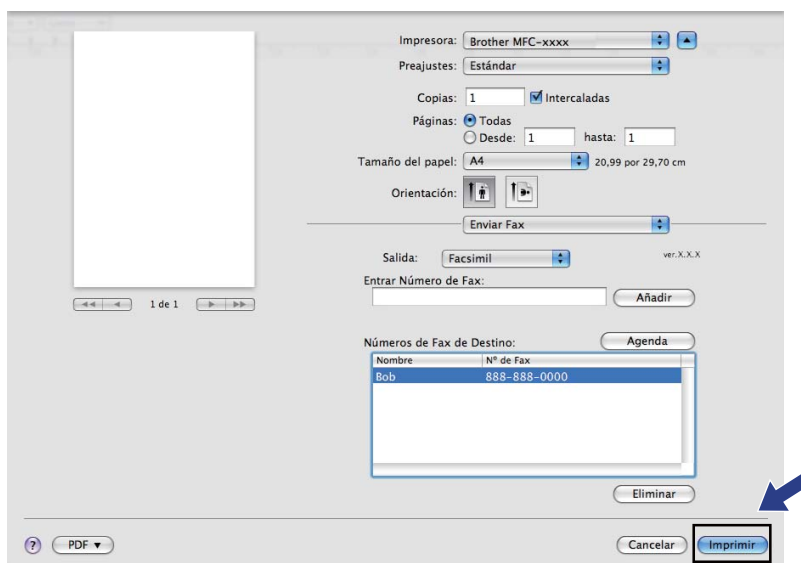 Impresora: Brother MFC-xxxx
Preajustes: Estándar
Copias: 1 Intercaladas
Páginas: Todas
Desde: 1 hasta: 1
Tamaño del papel: A4 20,99 por 29,70 cm
Orientación:
Enviar Fax
Salida: Facsimil ver.X.X.X
Entrar Número de Fax:
Añadir
1 de 1
Números de Fax de Destino: Agenda
Nombre Nº de Fax
Bob 888-888-0000
Eliminar
? PDF Cancelar Imprimir